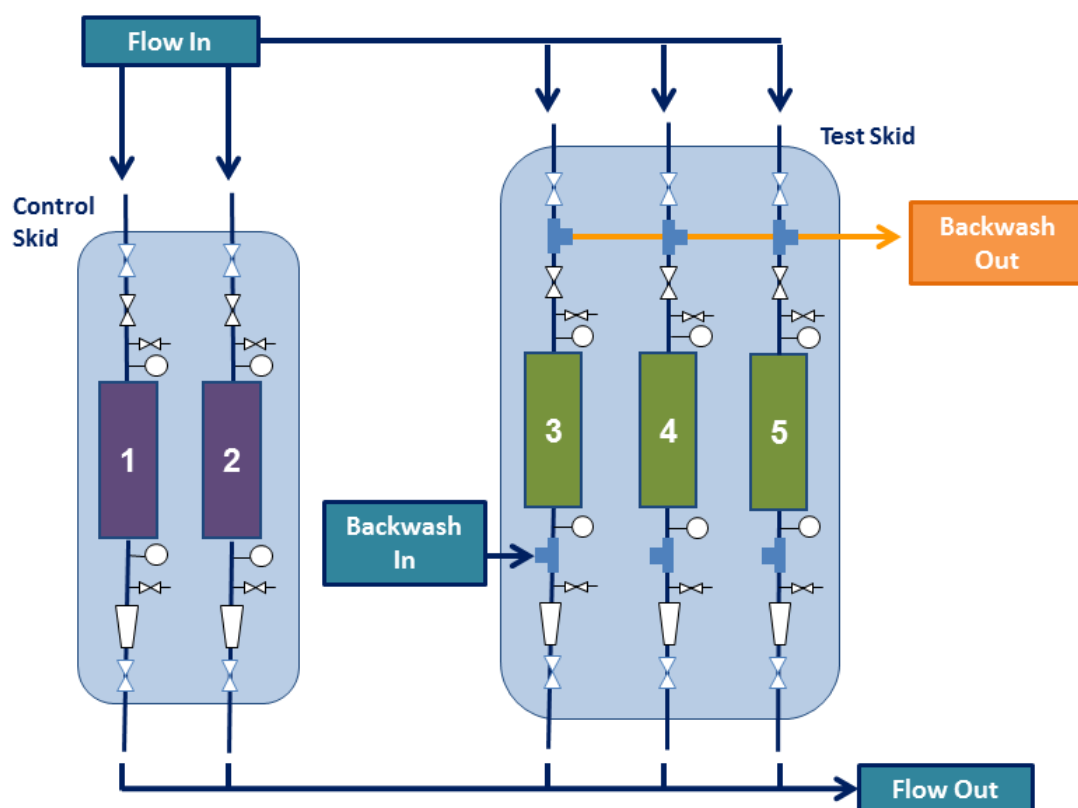 Flow In
Test Skid
Control
Skid
Backwash
Out
1
2
3
4
5
Backwash
In
Flow Out